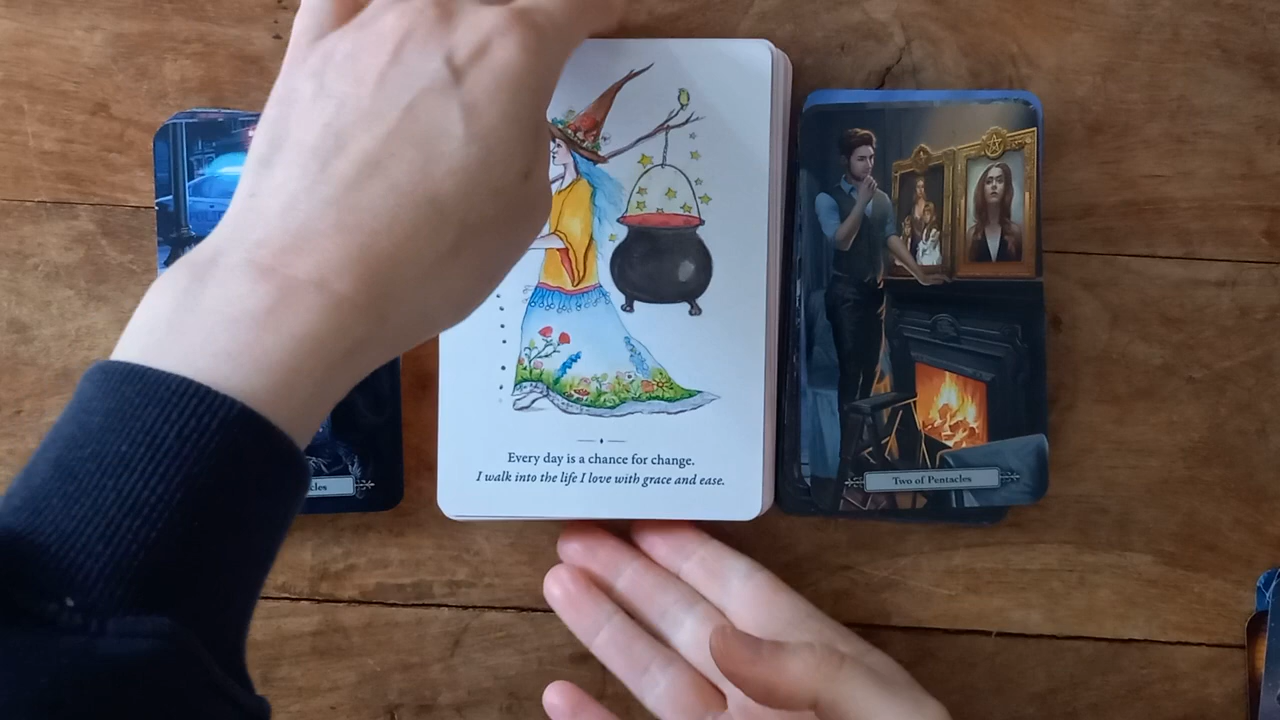 Every day is a chance for change.
I walk into the life I love with grace and ease.
Two of Pentacles